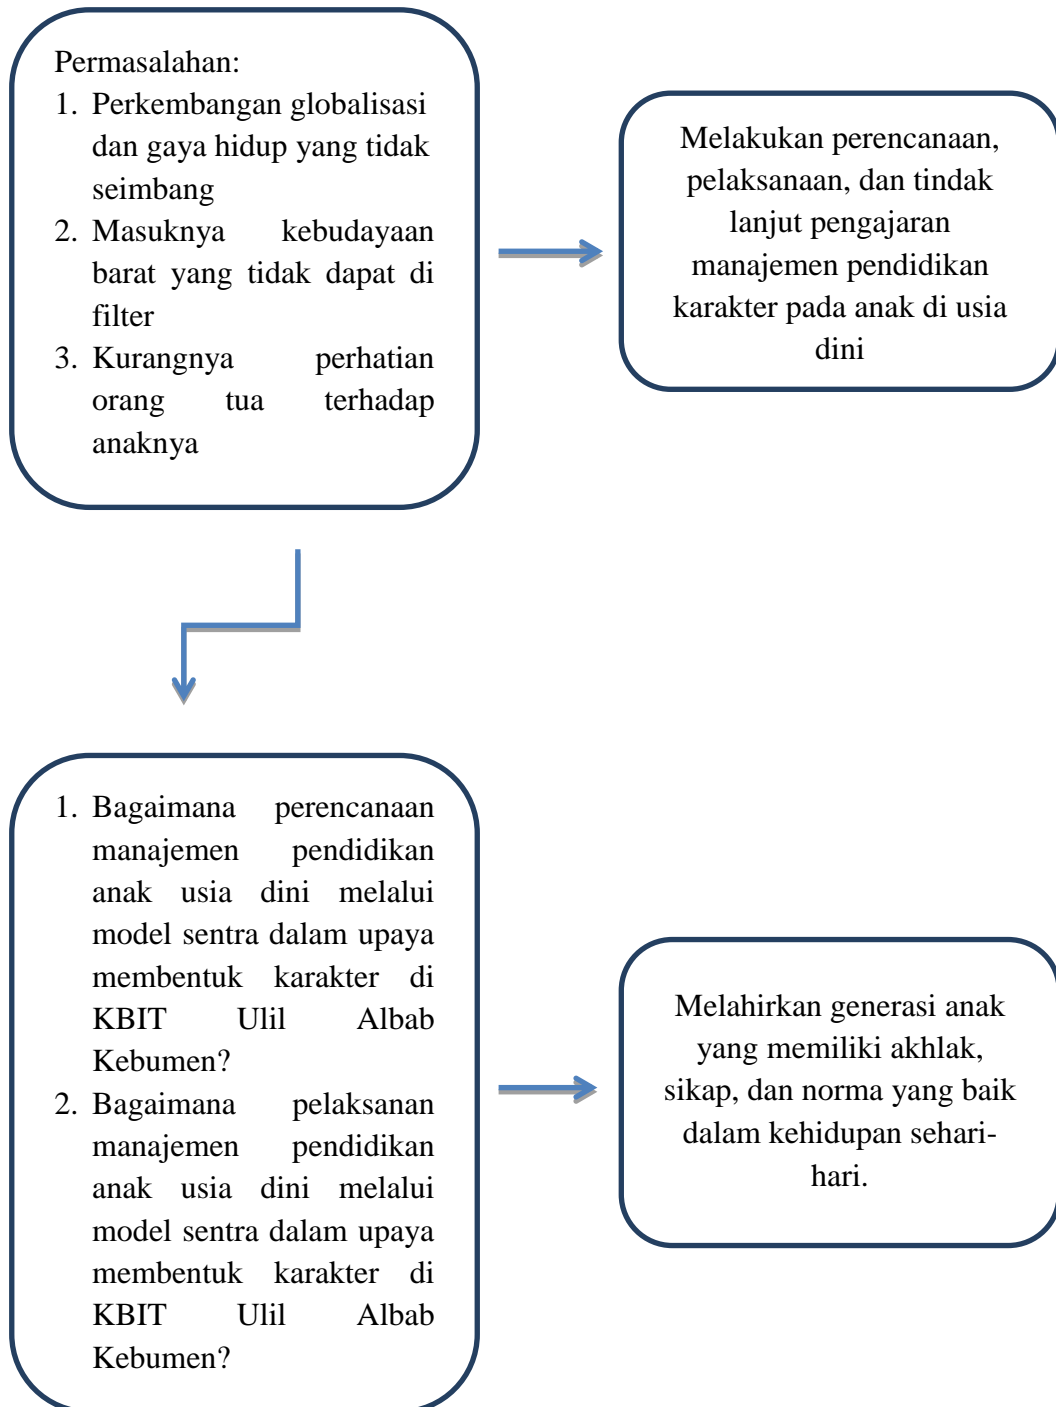 Permasalahan:
1. Perkembangan globalisasi
dan gaya hidup yang tidak
seimbang
2. Masuknya kebudayaan
barat yang tidak dapat di
filter
3. Kurangnya perhatian
orang tua terhadap
anaknya
Melakukan perencanaan,
pelaksanaan, dan tindak
lanjut pengajaran
manajemen pendidikan
karakter pada anak di usia
dini
1. Bagaimana perencanaan
manajemen pendidikan
anak usia dini melalui
model sentra dalam upaya
membentuk karakter di
KBIT Ulil Albab
Kebumen?
2. Bagaimana pelaksanan
manajemen pendidikan
anak usia dini melalui
model sentra dalam upaya
membentuk karakter di
KBIT Ulil Albab
Kebumen?
Melahirkan generasi anak
yang memiliki akhlak,
sikap, dan norma yang baik
dalam kehidupan sehari-
hari.